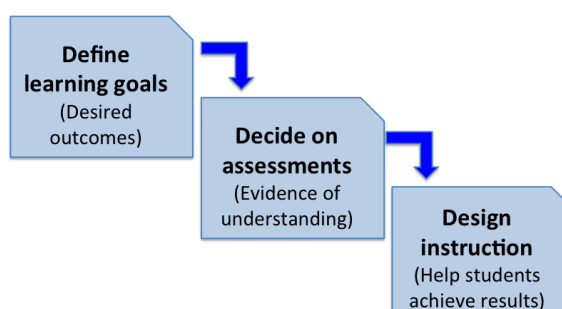 Define
learning goals
(Desired
outcomes)
Decide on
assessments
(Evidence of
understanding)
Design
instruction
(Help students
achieve results)